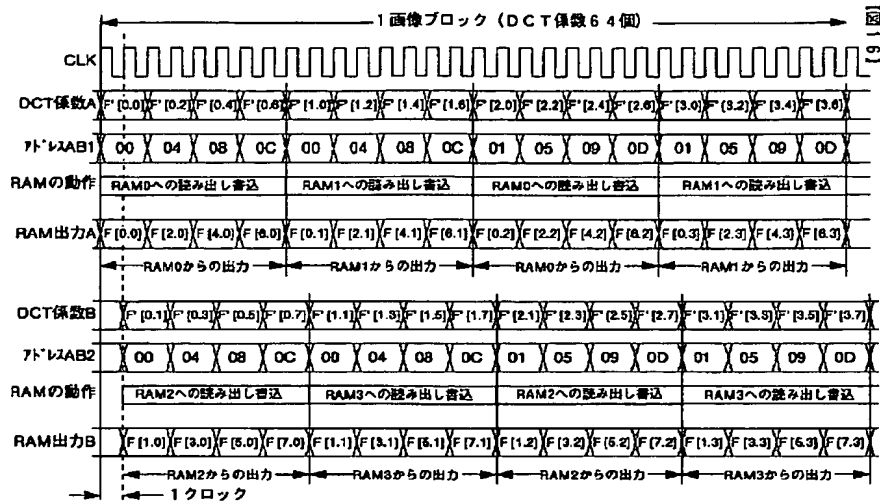 【図16】
1画像ブロック（DCT係数64個）
CLK
DCT係数A F'[0.0] F'[0.2] F'[0.4] F'[0.6] F'[1.0] F'[1.2] F'[1.4] F'[1.6] F'[2.0] F'[2.2] F'[2.4] F'[2.6] F'[3.0] F'[3.2] F'[3.4] F'[3.6]
ｱﾄﾞﾚｽAB1 00 04 08 0C 00 04 08 0C 01 05 09 0D 01 05 09 0D
RAMの動作 RAM0への読み出し書込 RAM1への読み出し書込 RAM0への読み出し書込 RAM1への読み出し書込
RAM出力A F[0.0] F[2.0] F[4.0] F[6.0] F[0.1] F[2.1] F[4.1] F[6.1] F[0.2] F[2.2] F[4.2] F[6.2] F[0.3] F[2.3] F[4.3] F[6.3]
RAM0からの出力 RAM1からの出力 RAM0からの出力 RAM1からの出力
DCT係数B F'[0.1] F'[0.3] F'[0.5] F'[0.7] F'[1.1] F'[1.3] F'[1.5] F'[1.7] F'[2.1] F'[2.3] F'[2.5] F'[2.7] F'[3.1] F'[3.3] F'[3.5] F'[3.7]
ｱﾄﾞﾚｽAB2 00 04 08 0C 00 04 08 0C 01 05 09 0D 01 05 09 0D
RAMの動作 RAM2への読み出し書込 RAM3への読み出し書込 RAM2への読み出し書込 RAM3への読み出し書込
RAM出力B F[1.0] F[3.0] F[5.0] F[7.0] F[1.1] F[3.1] F[5.1] F[7.1] F[1.2] F[3.2] F[5.2] F[7.2] F[1.3] F[3.3] F[5.3] F[7.3]
RAM2からの出力 RAM3からの出力 RAM2からの出力 RAM3からの出力
1クロック